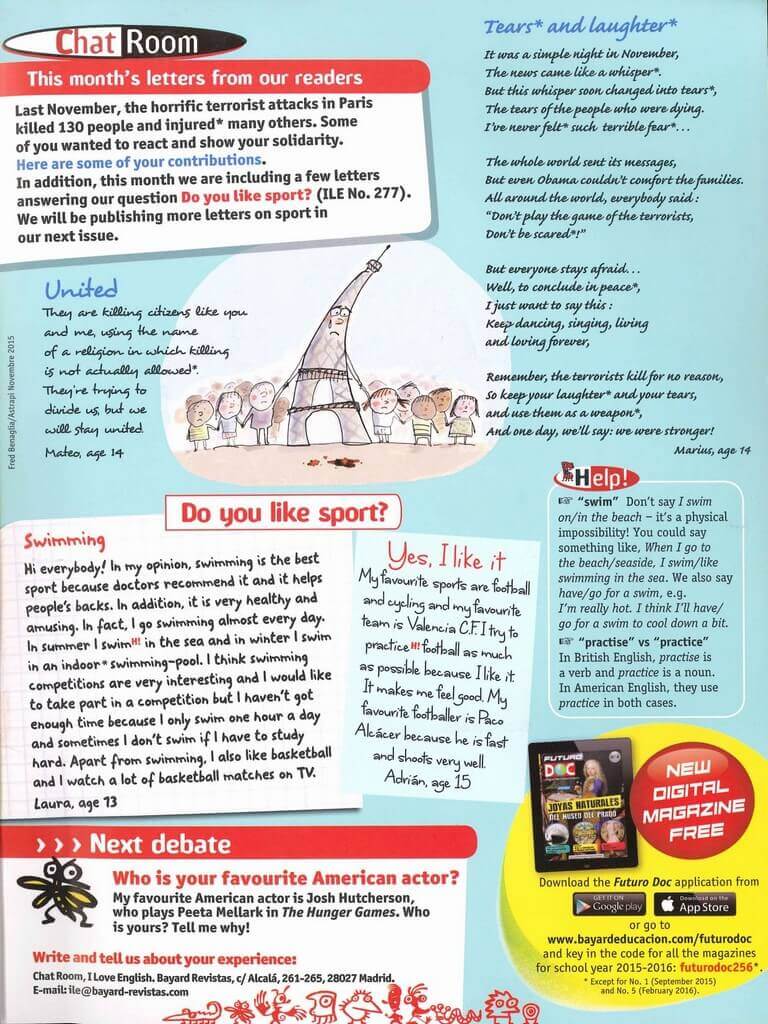 Chat Room
This month's letters from our readers
Last November, the horrific terrorist attacks in Paris
killed 130 people and injured* many others. Some
of you wanted to react and show your solidarity.
Here are some of your contributions.
In addition, this month we are including a few letters
answering our question Do you like sport? (ILE No. 277).
We will be publishing more letters on sport in
our next issue.
United
They are killing citizens like you
and me, using the name
of a religion in which killing
is not actually allowed*.
They're trying to
divide us, but we
will stay united.
Mateo, age 14
Fred Benaglia/Astrapi Novembre 2015
Tears* and laughter*
It was a simple night in November,
The news came like a whisper*.
But this whisper soon changed into tears*,
The tears of the people who were dying.
I've never felt* such terrible fear*...
The whole world sent its messages,
But even Obama couldn't comfort the families.
All around the world, everybody said :
"Don't play the game of the terrorists,
Don't be scared*!"
But everyone stays afraid...
Well, to conclude in peace*,
I just want to say this :
Keep dancing, singing, living
and loving forever,
Remember, the terrorists kill for no reason,
So keep your laughter* and your tears,
and use them as a weapon*,
And one day, we'll say: we were stronger!
Marius, age 14
Do you like sport?
Swimming
Hi everybody! In my opinion, swimming is the best
sport because doctors recommend it and it helps
people's backs. In addition, it is very healthy and
amusing. In fact, I go swimming almost every day.
In summer I swim H! in the sea and in winter I swim
in an indoor* swimming-pool. I think swimming
competitions are very interesting and I would like
to take part in a competition but I haven't got
enough time because I only swim one hour a day
and sometimes I don't swim if I have to study
hard. Apart from swimming, I also like basketball
and I watch a lot of basketball matches on TV.
Laura, age 13
Yes, I like it
My favourite sports are football
and cycling and my favourite
team is Valencia C.F. I try to
practice H! football as much
as possible because I like it.
It makes me feel good. My
favourite footballer is Paco
Alcácer because he is fast
and shoots very well.
Adrián, age 15
Help!
☞ "swim" Don't say I swim
on/in the beach – it's a physical
impossibility! You could say
something like, When I go to
the beach/seaside, I swim/like
swimming in the sea. We also say
have/go for a swim, e.g.
I'm really hot. I think I'll have/
go for a swim to cool down a bit.
☞ "practise" vs "practice"
In British English, practise is
a verb and practice is a noun.
In American English, they use
practice in both cases.
››› Next debate
Who is your favourite American actor?
My favourite American actor is Josh Hutcherson,
who plays Peeta Mellark in The Hunger Games. Who
is yours? Tell me why!
Write and tell us about your experience:
Chat Room, I Love English. Bayard Revistas, c/ Alcalá, 261-265, 28027 Madrid.
E-mail: ile@bayard-revistas.com
FUTURO
DOC
JOYAS NATURALES
DEL MUSEO DEL PRADO
NEW
DIGITAL
MAGAZINE
FREE
Download the Futuro Doc application from
GET IT ON
Google play
Download on the
App Store
or go to
www.bayardeducacion.com/futurodoc
and key in the code for all the magazines
for school year 2015-2016: futurodoc256*.
* Except for No. 1 (September 2015)
and No. 5 (February 2016).